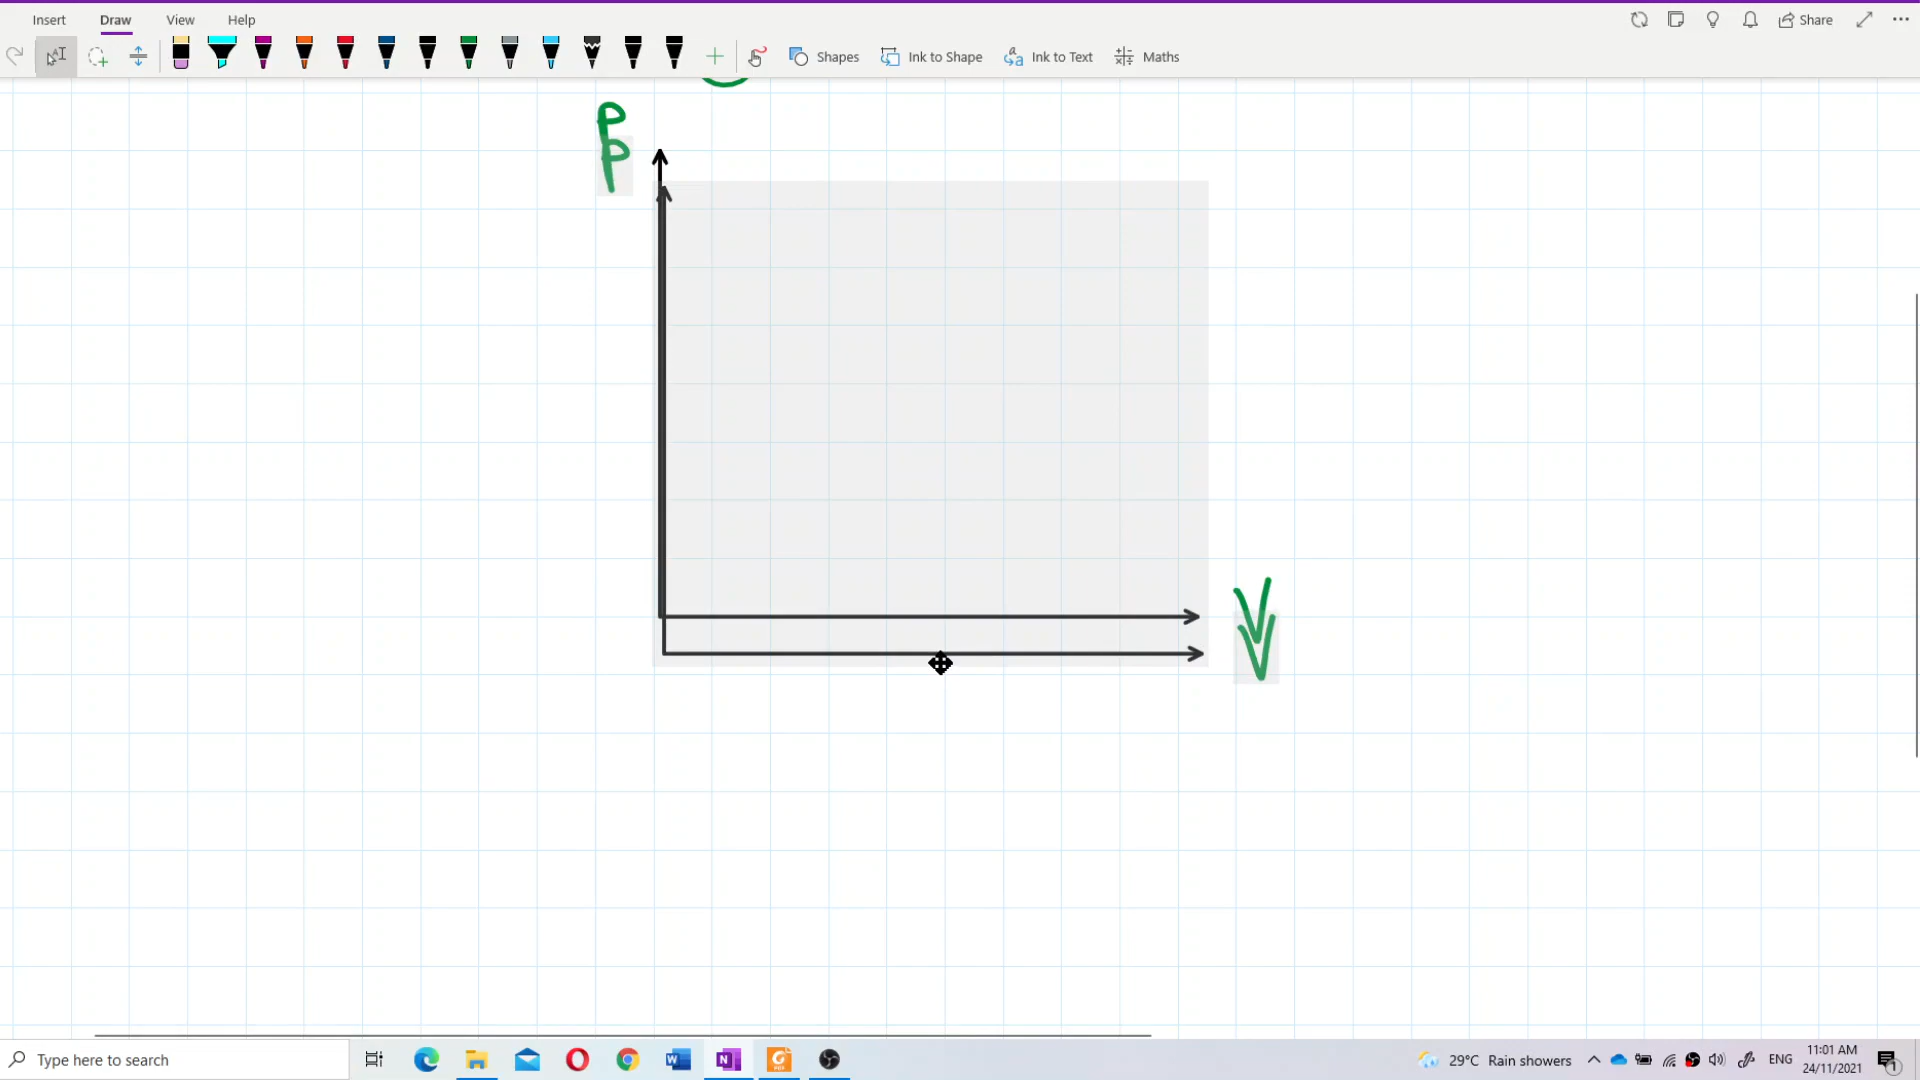 Insert Draw View Help Share
Shapes Ink to Shape Ink to Text Maths
P
P
V
V
Type here to search 29°C Rain showers ENG 11:01 AM
24/11/2021